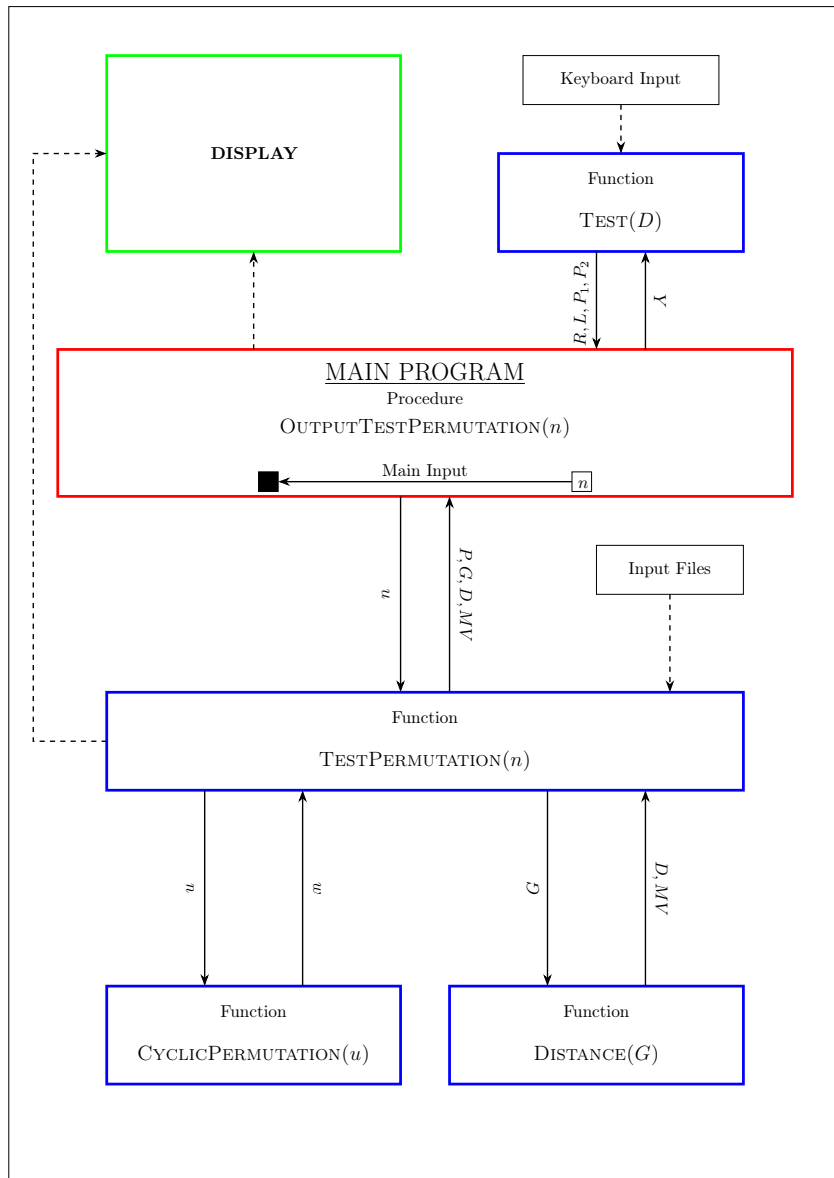 Keyboard Input
DISPLAY
Function
TEST(D)
R, L, P₁, P₂
Y
MAIN PROGRAM
Procedure
OUTPUTTESTPERMUTATION(n)
Main Input
n
n
P, G, D, MV
Input Files
Function
TESTPERMUTATION(n)
u
w
G
D, MV
Function
CYCLICPERMUTATION(u)
Function
DISTANCE(G)